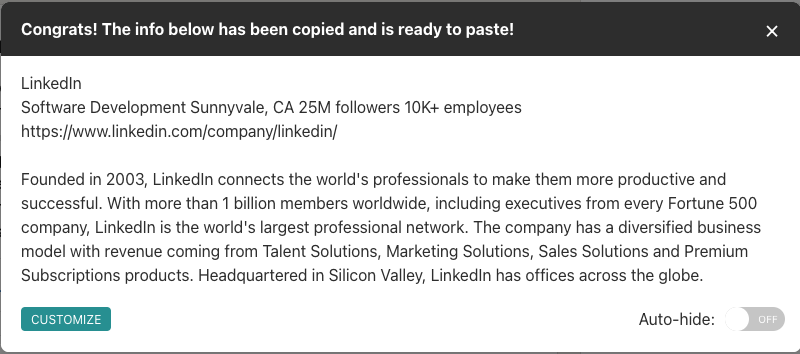 Congrats! The info below has been copied and is ready to paste!
LinkedIn
Software Development Sunnyvale, CA 25M followers 10K+ employees
https://www.linkedin.com/company/linkedin/
Founded in 2003, LinkedIn connects the world's professionals to make them more productive and
successful. With more than 1 billion members worldwide, including executives from every Fortune 500
company, LinkedIn is the world's largest professional network. The company has a diversified business
model with revenue coming from Talent Solutions, Marketing Solutions, Sales Solutions and Premium
Subscriptions products. Headquartered in Silicon Valley, LinkedIn has offices across the globe.
CUSTOMIZE
Auto-hide: OFF